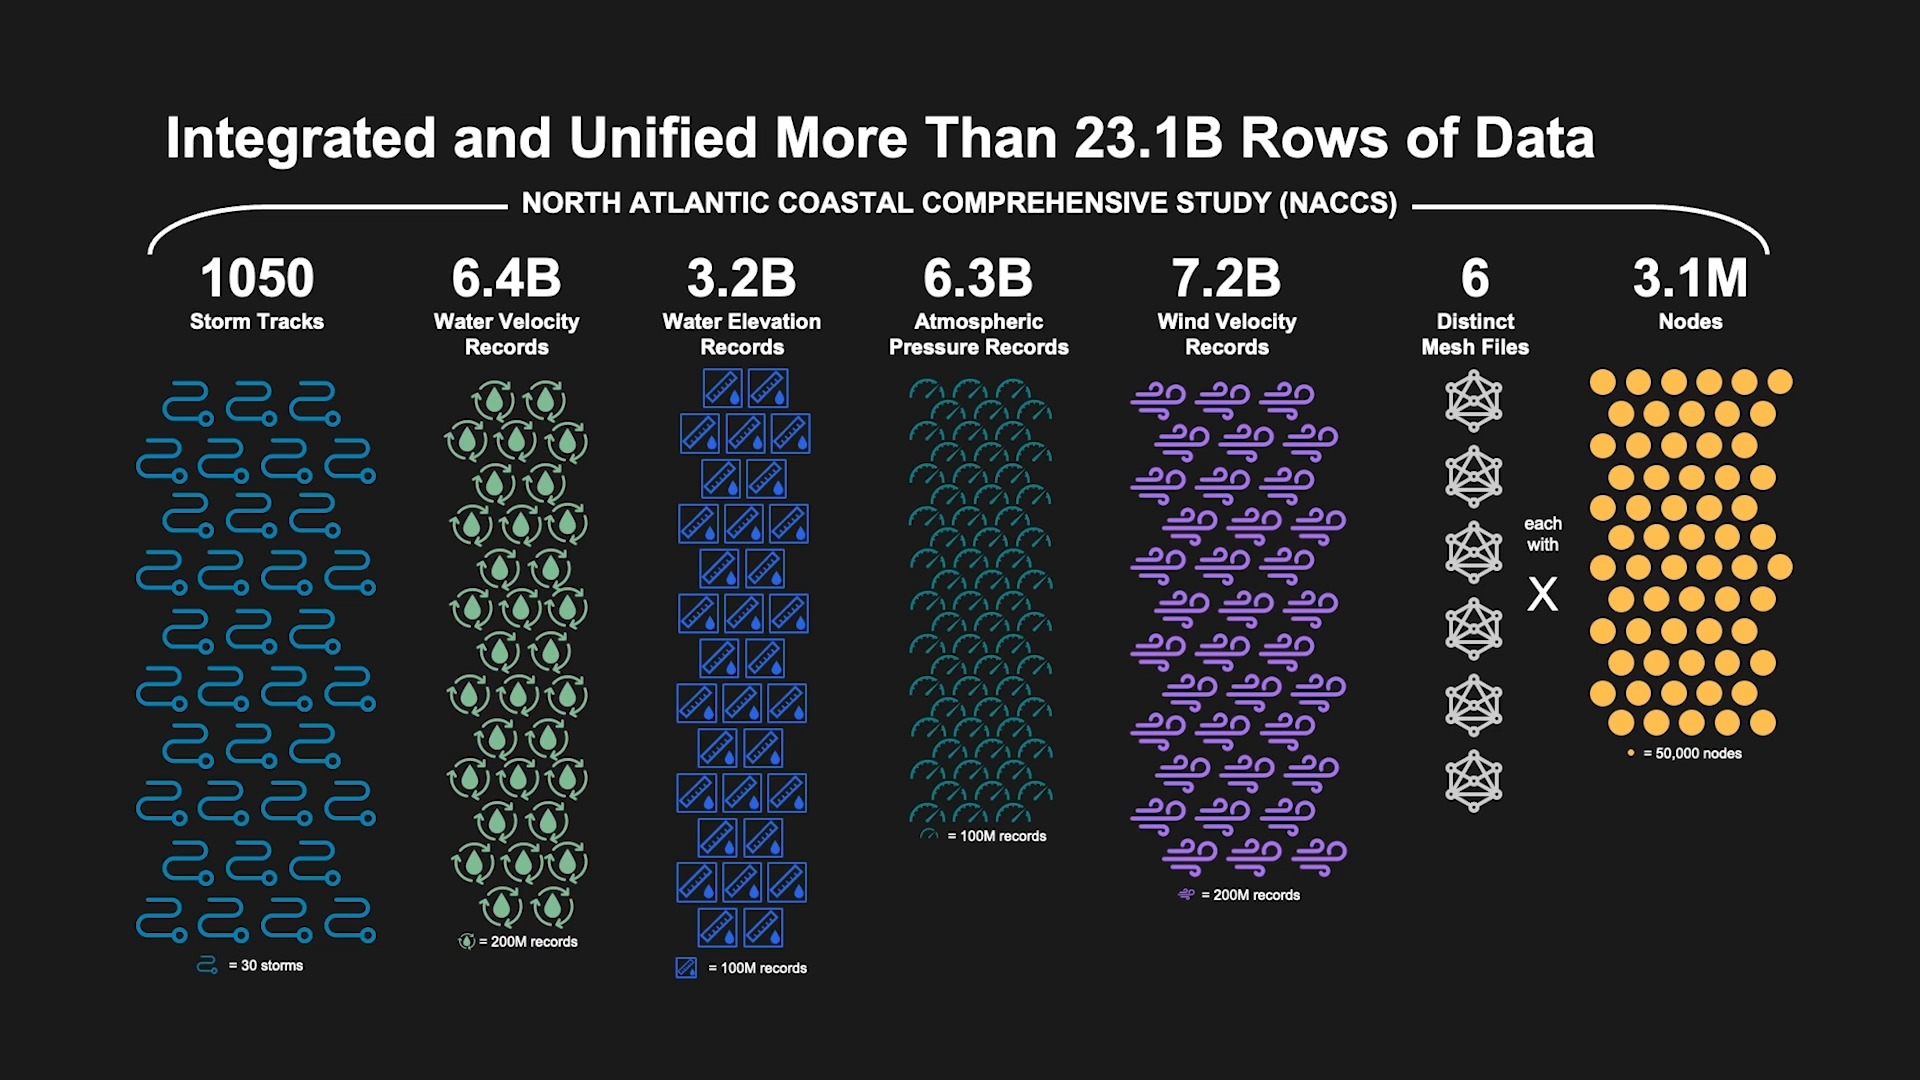 Integrated and Unified More Than 23.1B Rows of Data
NORTH ATLANTIC COASTAL COMPREHENSIVE STUDY (NACCS)
1050
Storm Tracks
= 30 storms
6.4B
Water Velocity
Records
= 200M records
3.2B
Water Elevation
Records
= 100M records
6.3B
Atmospheric
Pressure Records
= 100M records
7.2B
Wind Velocity
Records
= 200M records
6
Distinct
Mesh Files
each
with
X
3.1M
Nodes
= 50,000 nodes